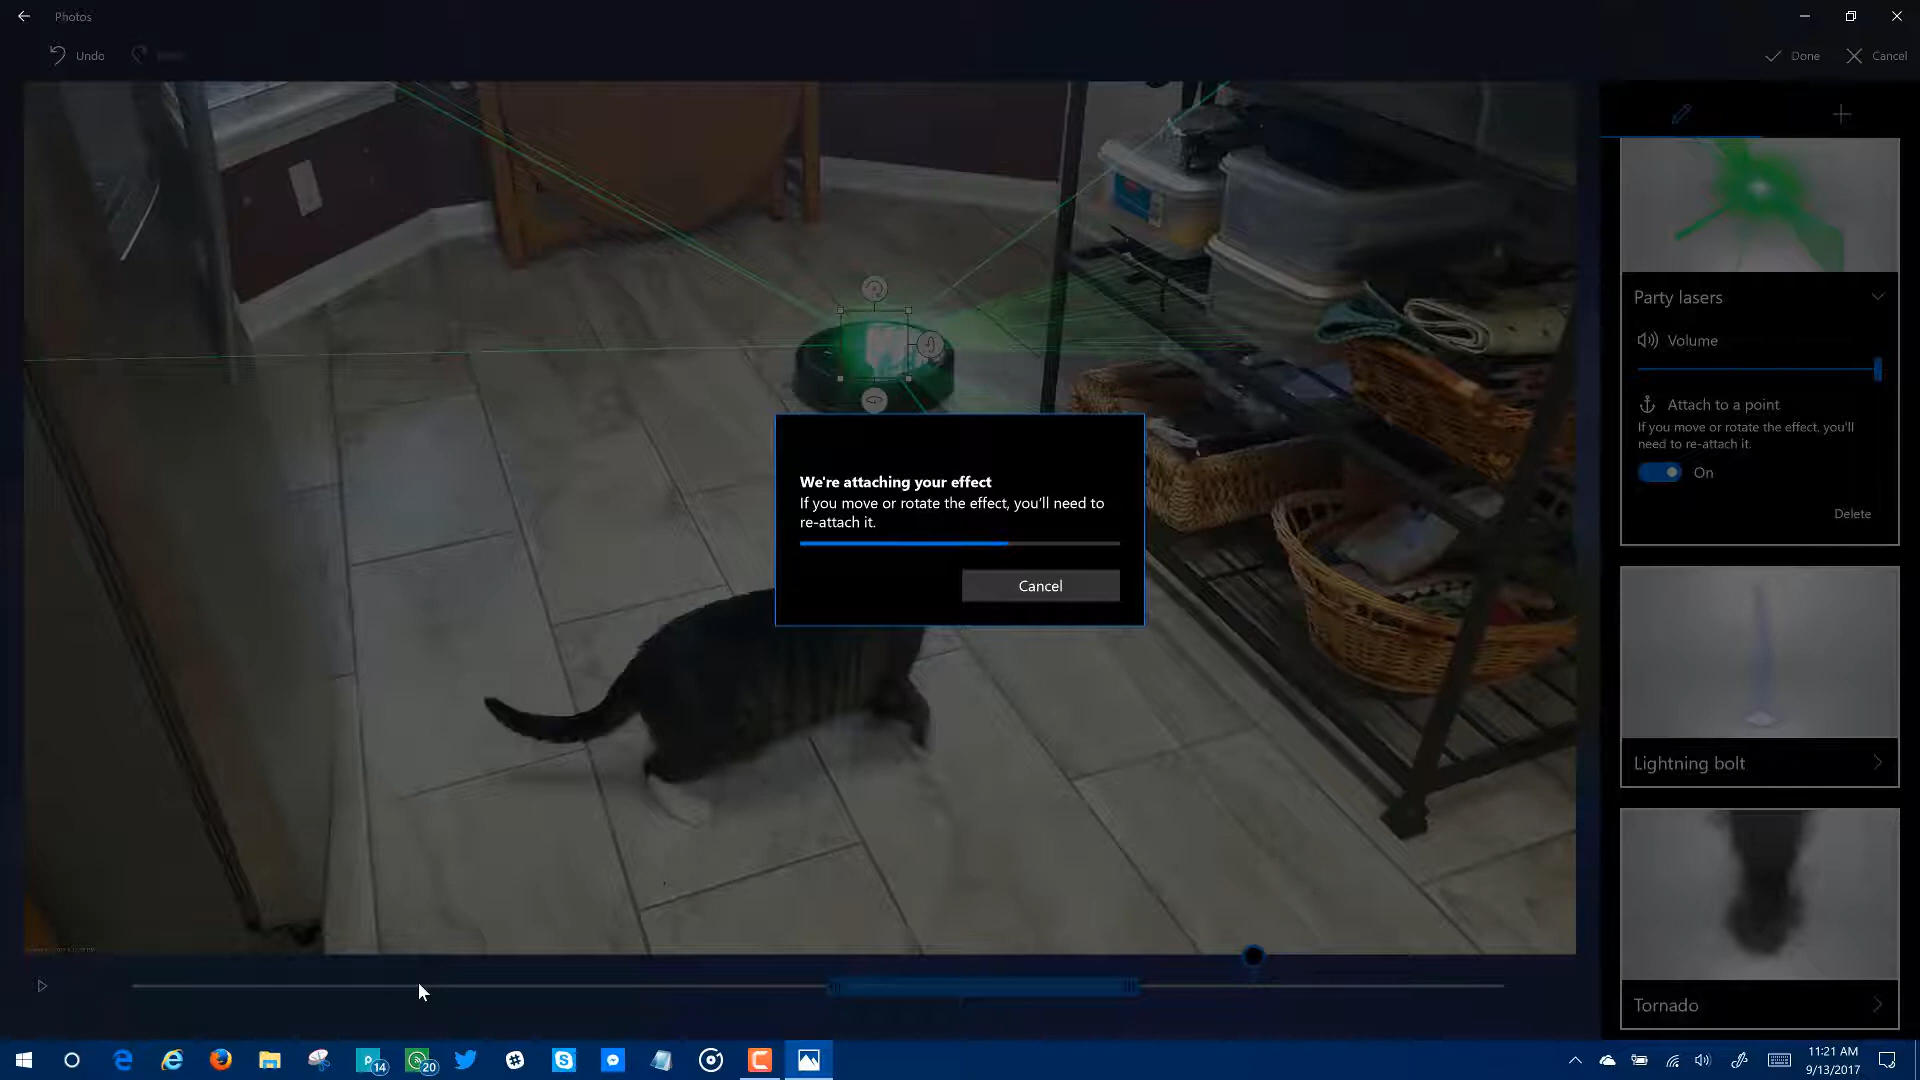 Photos
Undo
Done
Cancel
Party lasers
Volume
Attach to a point
If you move or rotate the effect, you'll
need to re-attach it.
On
Delete
We're attaching your effect
If you move or rotate the effect, you'll need to
re-attach it.
Cancel
Lightning bolt
Tornado
14
20
11:21 AM
9/13/2017